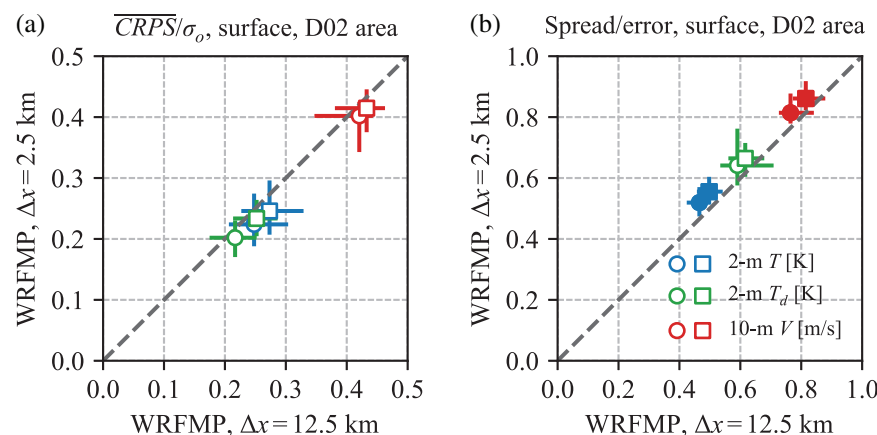 (a)
CRPS/σₒ, surface, D02 area
0.5
0.4
0.3
0.2
0.1
0.0
WRFMP, Δx = 2.5 km
0.0 0.1 0.2 0.3 0.4 0.5
WRFMP, Δx = 12.5 km
(b)
Spread/error, surface, D02 area
1.0
0.8
0.6
0.4
0.2
0.0
WRFMP, Δx = 2.5 km
2-m T [K]
2-m T_d [K]
10-m V [m/s]
0.0 0.2 0.4 0.6 0.8 1.0
WRFMP, Δx = 12.5 km